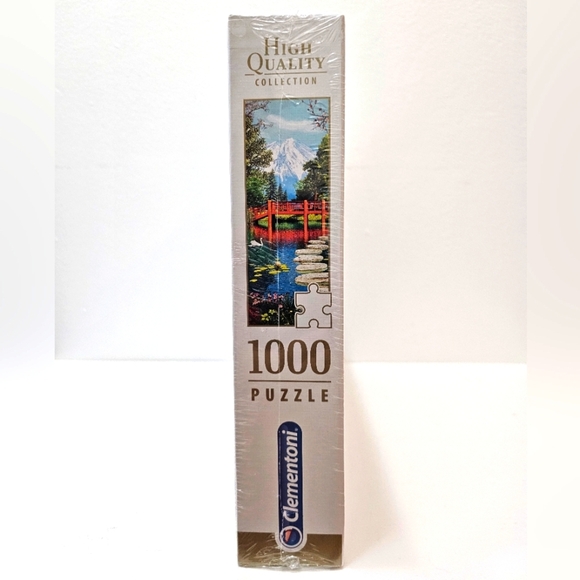 HIGH
QUALITY
COLLECTION
1000
PUZZLE
Clementoni